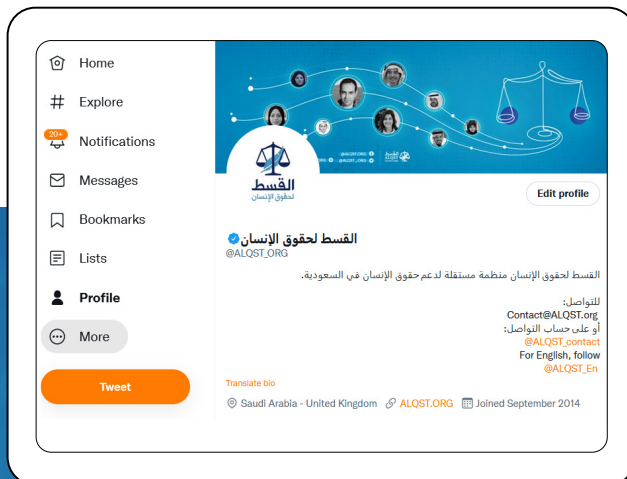 Home
Explore
20+
Notifications
Messages
Bookmarks
Lists
Profile
More
Tweet
القسط
لحقوق الإنسان
Edit profile
القسط لحقوق الإنسان
@ALQST_ORG
القسط لحقوق الإنسان منظمة مستقلة لدعم حقوق الإنسان في السعودية.
للتواصل:
Contact@ALQST.org
أو على حساب التواصل:
@ALQST_contact
For English, follow
@ALQST_En
Translate bio
Saudi Arabia - United Kingdom ALQST.ORG Joined September 2014